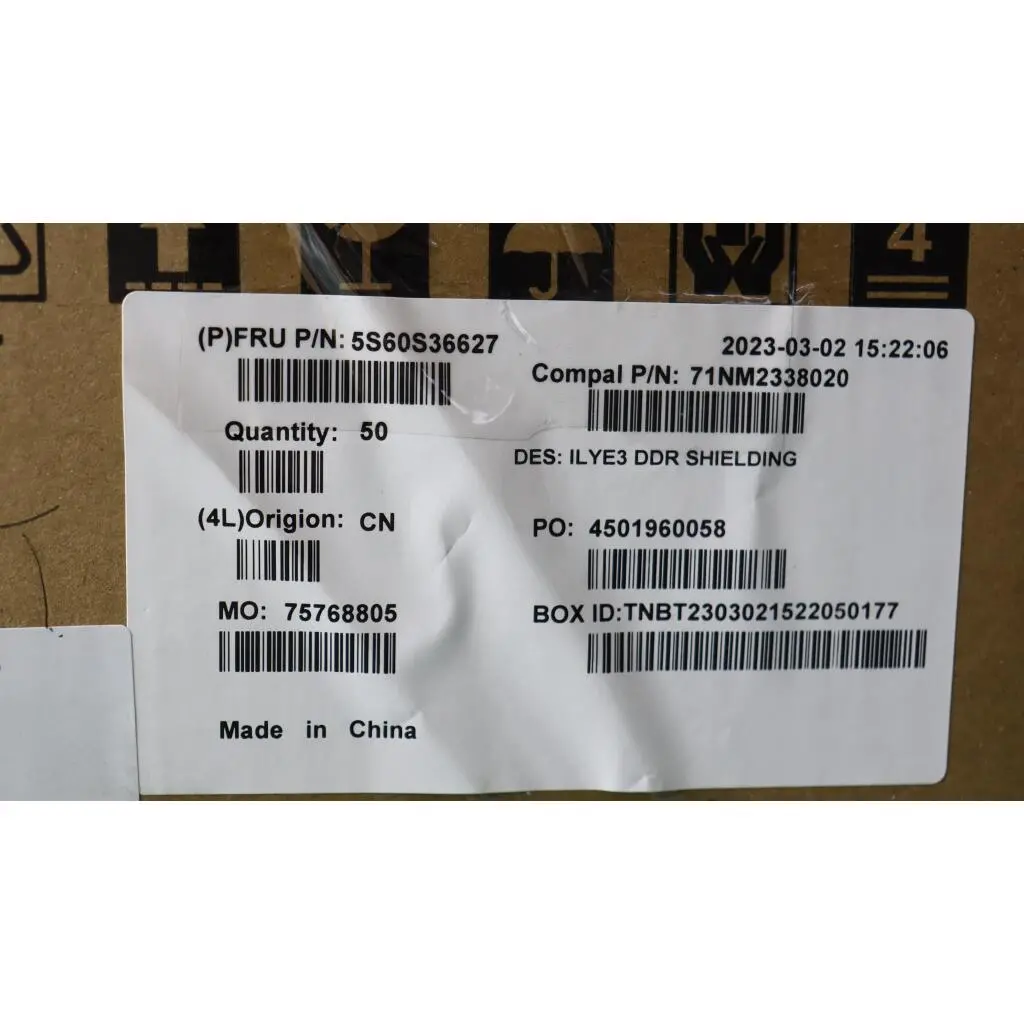 4
(P)FRU P/N: 5S60S36627
2023-03-02 15:22:06
Compal P/N: 71NM2338020
Quantity: 50
DES: ILYE3 DDR SHIELDING
(4L)Origion: CN
PO: 4501960058
MO: 75768805
BOX ID:TNBT2303021522050177
Made in China